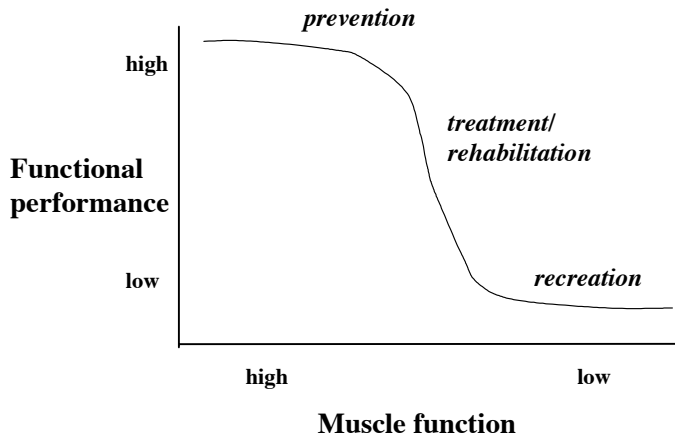 prevention
high
treatment/
rehabilitation
Functional
performance
low
recreation
high
low
Muscle function